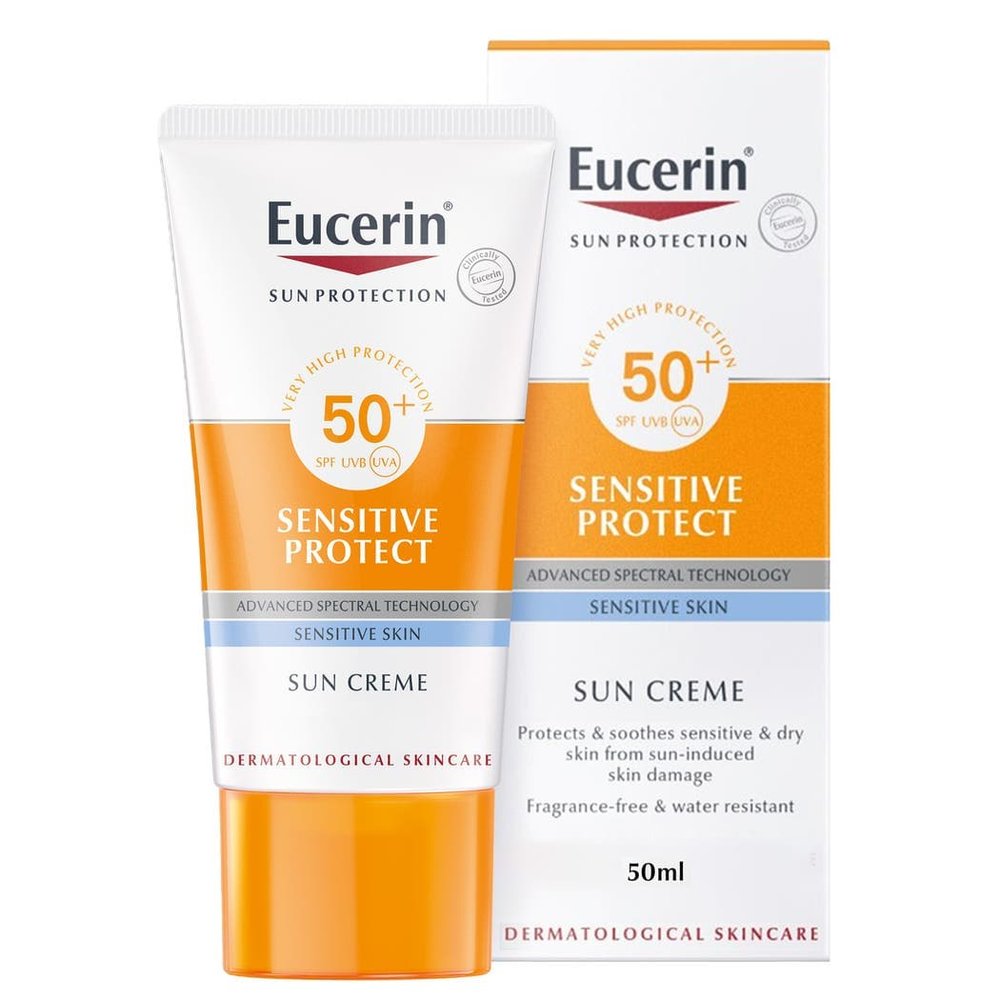 Eucerin®
SUN PROTECTION
Clinically
Eucerin
Tested
VERY HIGH PROTECTION
50+
SPF UVB UVA
SENSITIVE
PROTECT
ADVANCED SPECTRAL TECHNOLOGY
SENSITIVE SKIN
SUN CREME
DERMATOLOGICAL SKINCARE
Eucerin®
SUN PROTECTION
Clinically
Eucerin
Tested
VERY HIGH PROTECTION
50+
SPF UVB UVA
SENSITIVE
PROTECT
ADVANCED SPECTRAL TECHNOLOGY
SENSITIVE SKIN
SUN CREME
Protects & soothes sensitive & dry
skin from sun-induced
skin damage
Fragrance-free & water resistant
50ml
DERMATOLOGICAL SKINCARE